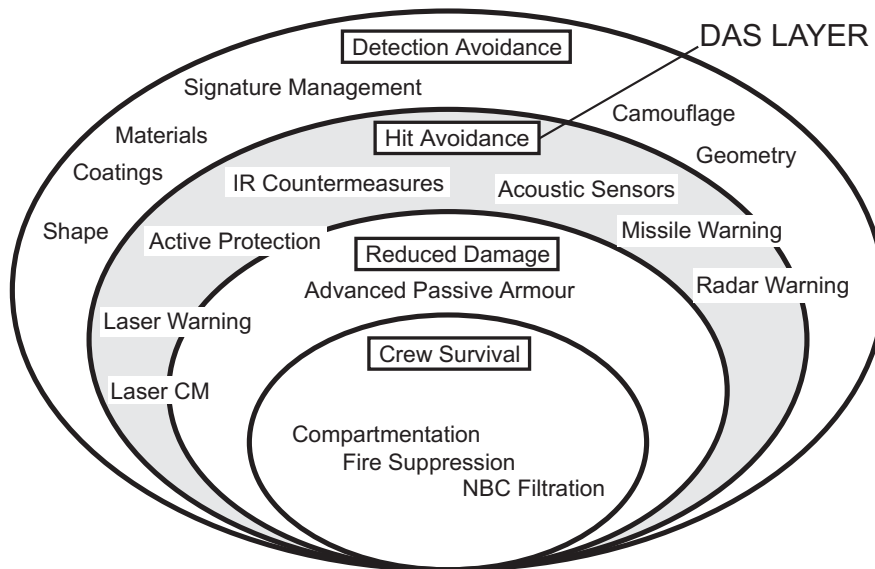 DAS LAYER
Detection Avoidance
Signature Management
Camouflage
Materials
Hit Avoidance
Geometry
Coatings
IR Countermeasures
Acoustic Sensors
Shape
Active Protection
Missile Warning
Reduced Damage
Radar Warning
Advanced Passive Armour
Laser Warning
Crew Survival
Laser CM
Compartmentation
Fire Suppression
NBC Filtration